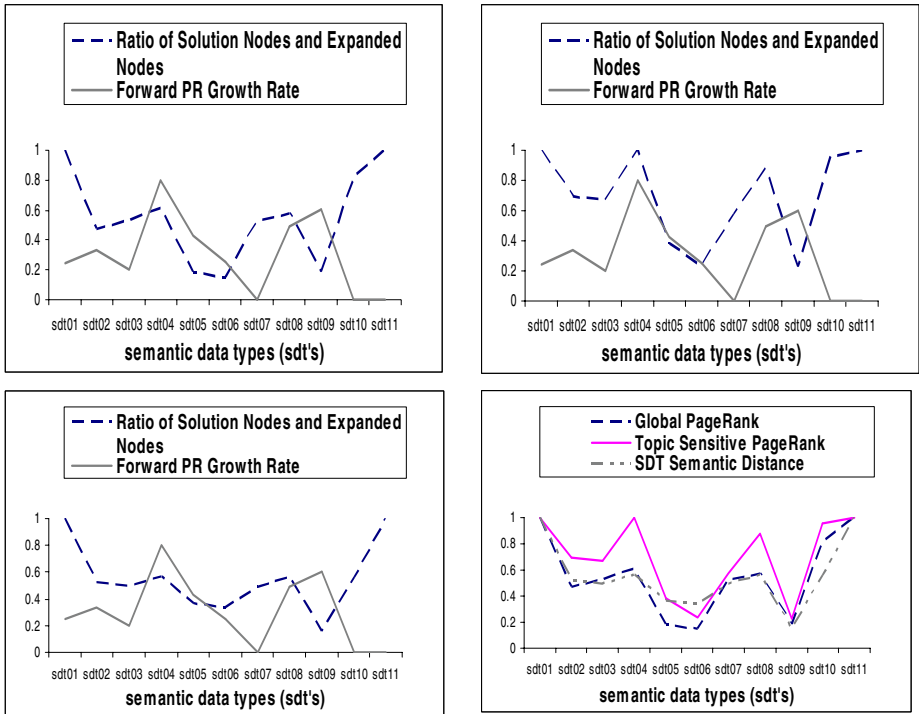 Ratio of Solution Nodes and Expanded
Nodes
Forward PR Growth Rate
1
0.8
0.6
0.4
0.2
0
sdt01 sdt02 sdt03 sdt04 sdt05 sdt06 sdt07 sdt08 sdt09 sdt10 sdt11
semantic data types (sdt's)
Ratio of Solution Nodes and Expanded
Nodes
Forward PR Growth Rate
1
0.8
0.6
0.4
0.2
0
sdt01 sdt02 sdt03 sdt04 sdt05 sdt06 sdt07 sdt08 sdt09 sdt10 sdt11
semantic data types (sdt's)
Ratio of Solution Nodes and Expanded
Nodes
Forward PR Growth Rate
1
0.8
0.6
0.4
0.2
0
sdt01 sdt02 sdt03 sdt04 sdt05 sdt06 sdt07 sdt08 sdt09 sdt10 sdt11
semantic data types (sdt's)
Global PageRank
Topic Sensitive PageRank
SDT Semantic Distance
1
0.8
0.6
0.4
0.2
0
sdt01 sdt02 sdt03 sdt04 sdt05 sdt06 sdt07 sdt08 sdt09 sdt10 sdt11
semantic data types (sdt's)